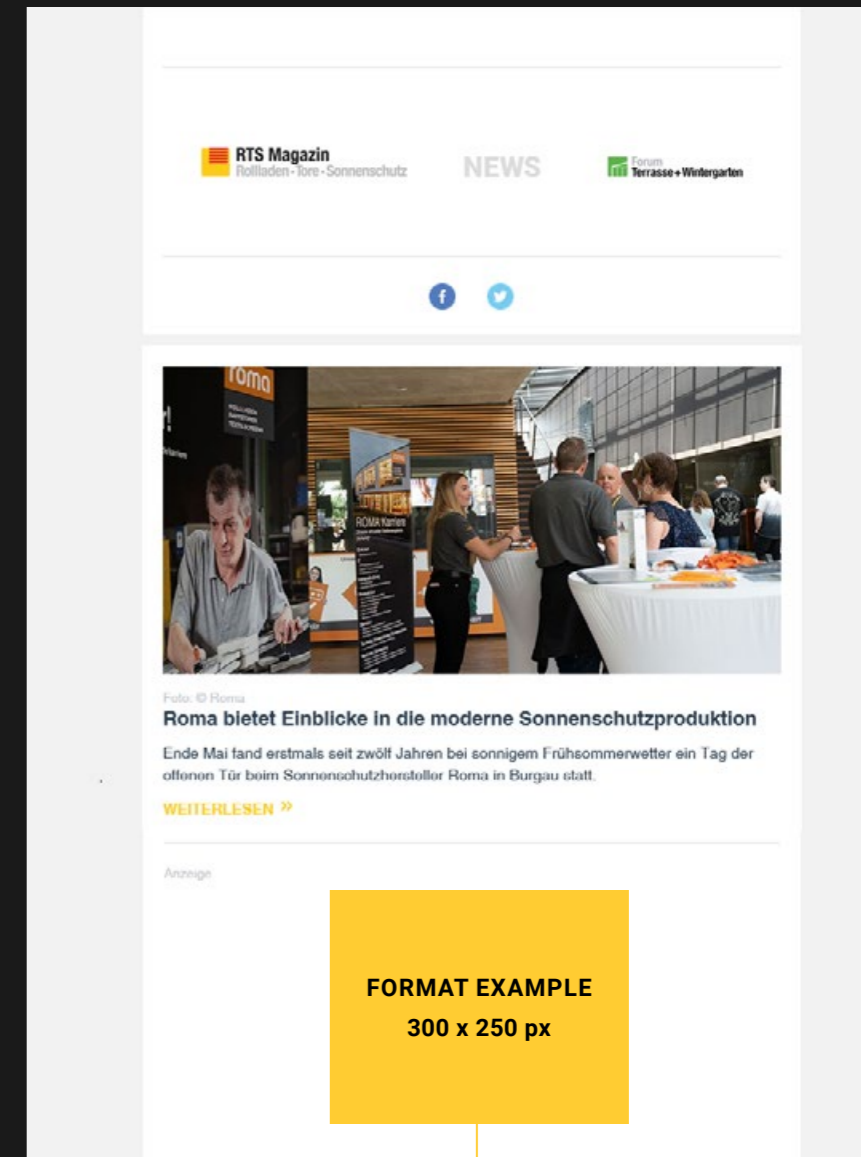 RTS Magazin
Rollladen • Tore • Sonnenschutz
NEWS
Forum
Terrasse + Wintergarten
roma
ROMA Karriere
Foto: © Roma
Roma bietet Einblicke in die moderne Sonnenschutzproduktion
Ende Mai fand erstmals seit zwölf Jahren bei sonnigem Frühsommerwetter ein Tag der
offenen Tür beim Sonnenschutzhersteller Roma in Burgau statt.
WEITERLESEN »
Anzeige
FORMAT EXAMPLE
300 x 250 px